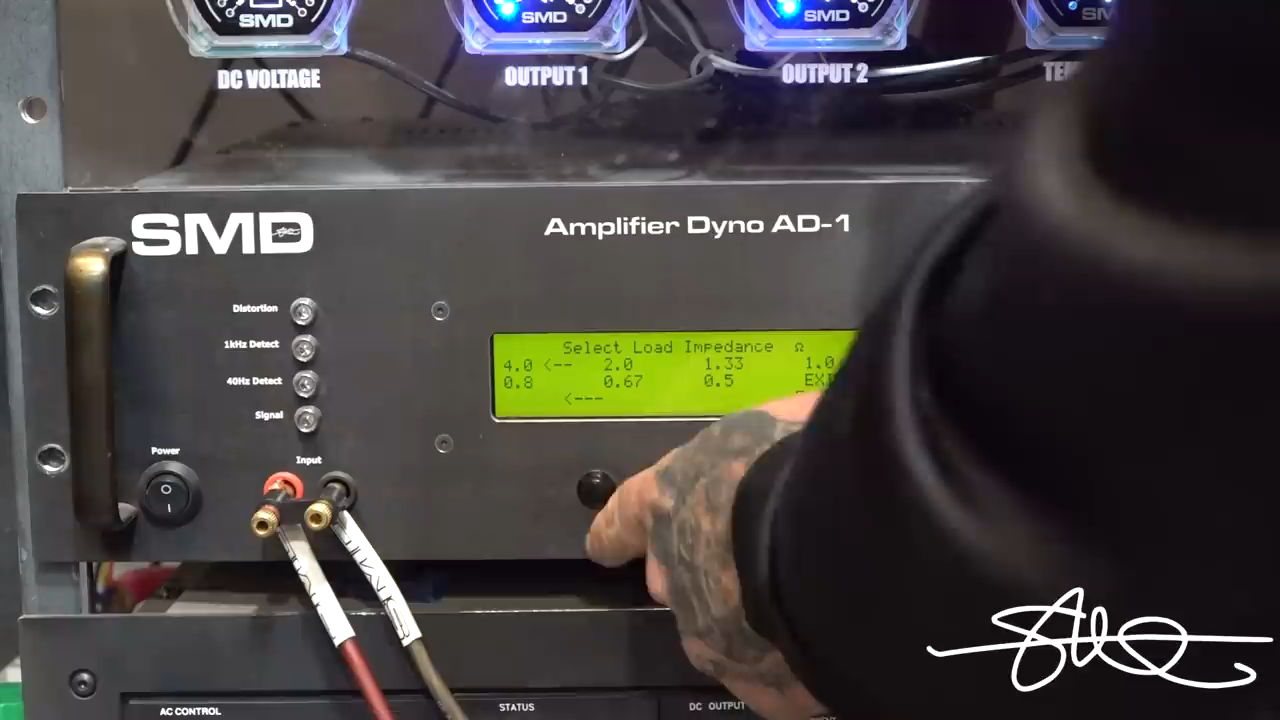 SMD
SMD
SMD
DC VOLTAGE
OUTPUT 1
OUTPUT 2
SMD
Amplifier Dyno AD-1
Distortion
1kHz Detect
40Hz Detect
Signal
Input
Power
Select Load Impedance Ω
4.0 <-- 2.0 1.33 1.0
0.8 0.67 0.5
<---
AC CONTROL
STATUS
DC OUTPUT